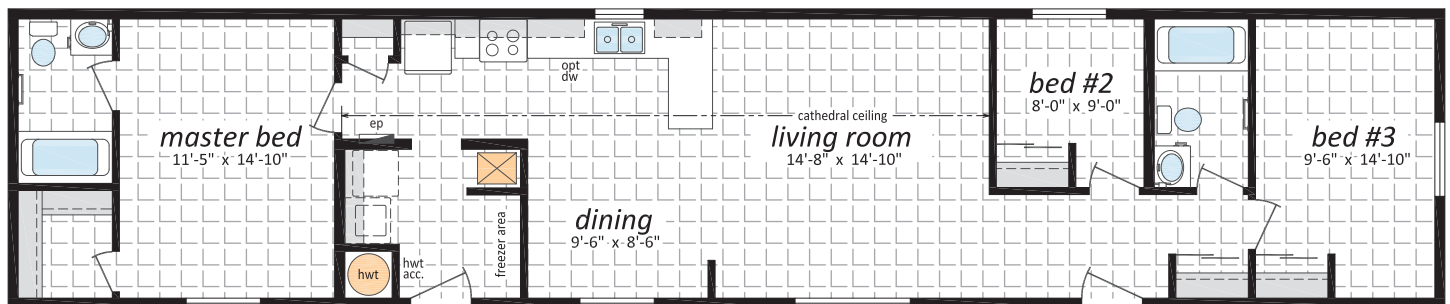 master bed
11'-5" x 14'-10"
ep
opt
dw
cathedral ceiling
living room
14'-8" x 14'-10"
bed #2
8'-0" x 9'-0"
bed #3
9'-6" x 14'-10"
dining
9'-6" x 8'-6"
freezer area
hwt
acc.
hwt